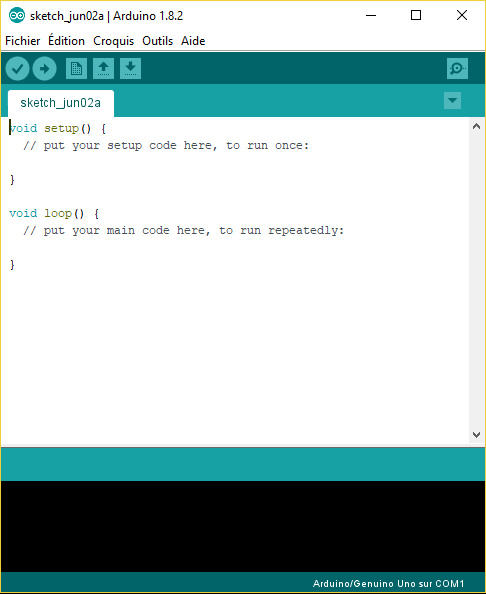 sketch_jun02a | Arduino 1.8.2
Fichier Édition Croquis Outils Aide
sketch_jun02a
void setup() {
  // put your setup code here, to run once:
}
void loop() {
  // put your main code here, to run repeatedly:
}
Arduino/Genuino Uno sur COM1